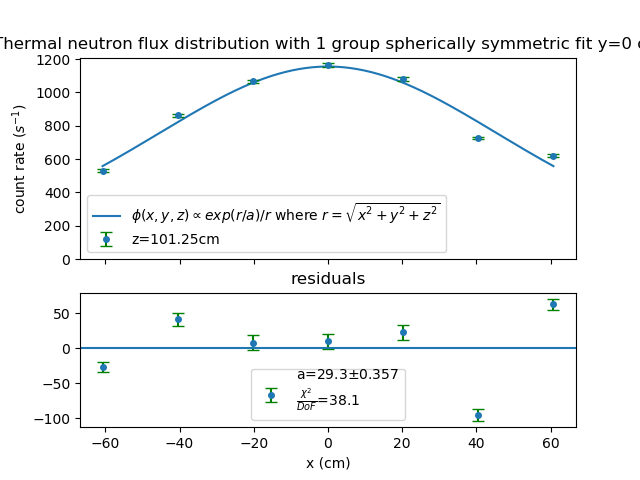 Thermal neutron flux distribution with 1 group spherically symmetric fit y=0 c
1200
1000
800
600
400
200
0
count rate (s⁻¹)
ϕ(x, y, z) ∝ exp(r/a)/r where r = √(x² + y² + z²)
z=101.25cm
residuals
50
0
−50
−100
a=29.3±0.357
χ²/DoF=38.1
−60 −40 −20 0 20 40 60
x (cm)